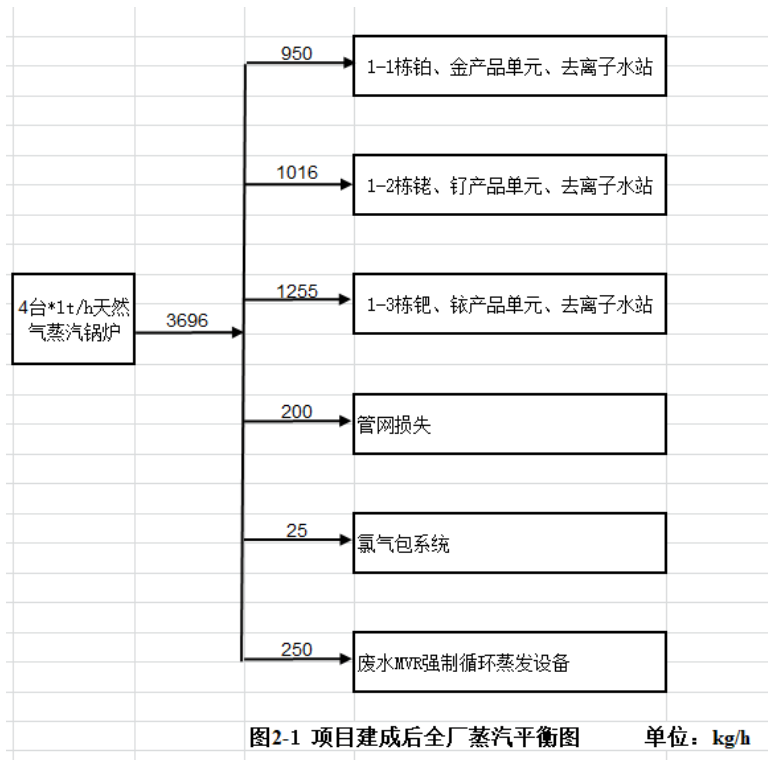 950
1-1栋铂、金产品单元、去离子水站
1016
1-2栋铑、钌产品单元、去离子水站
1255
1-3栋钯、铱产品单元、去离子水站
4台*1t/h天然
气蒸汽锅炉
3696
200
管网损失
25
氯气包系统
250
废水MVR强制循环蒸发设备
图2-1 项目建成后全厂蒸汽平衡图 单位：kg/h